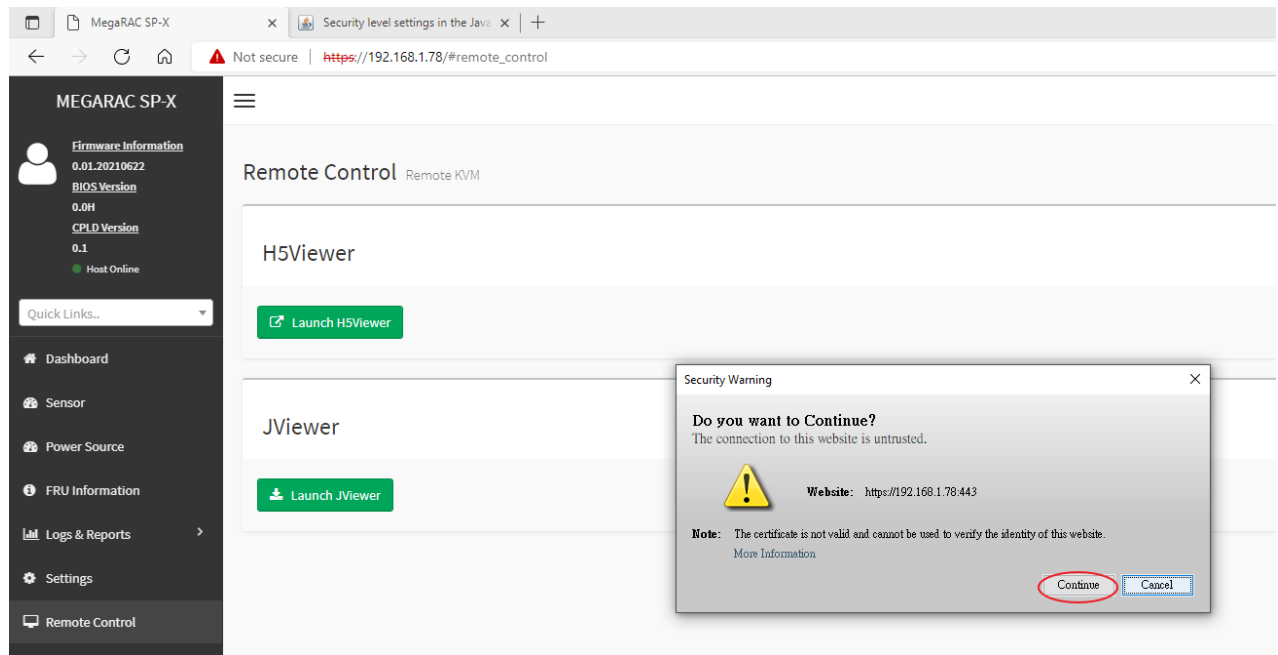 MegaRAC SP-X
Security level settings in the Java
Not secure | https://192.168.1.78/#remote_control
MEGARAC SP-X
Firmware Information
0.01.20210622
BIOS Version
0.0H
CPLD Version
0.1
Host Online
Quick Links..
Dashboard
Sensor
Power Source
FRU Information
Logs & Reports
Settings
Remote Control
Remote Control Remote KVM
H5Viewer
Launch H5Viewer
JViewer
Launch JViewer
Security Warning
Do you want to Continue?
The connection to this website is untrusted.
Website: https://192.168.1.78:443
Note: The certificate is not valid and cannot be used to verify the identity of this website.
More Information
Continue Cancel